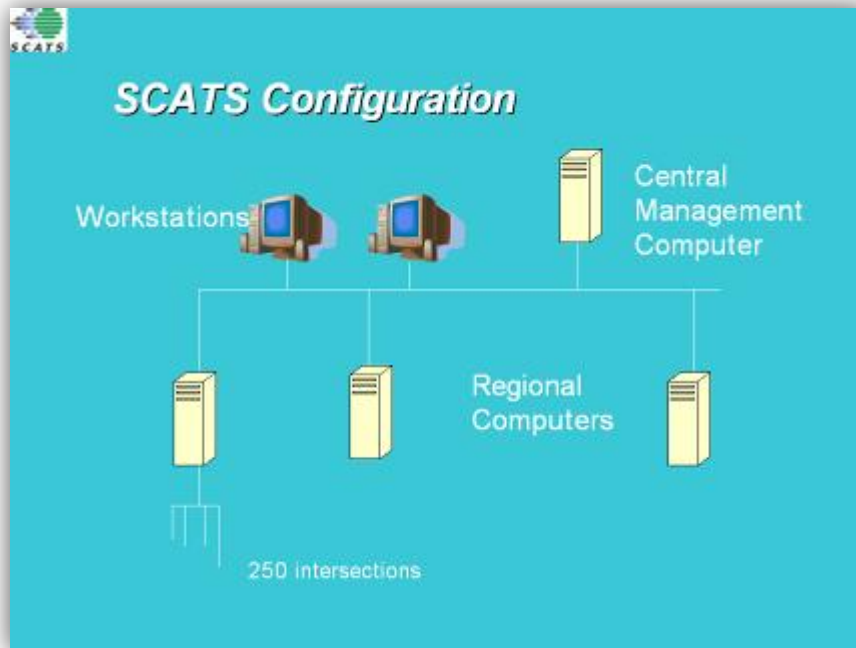 SCATS
SCATS Configuration
Workstations
Central
Management
Computer
Regional
Computers
250 intersections